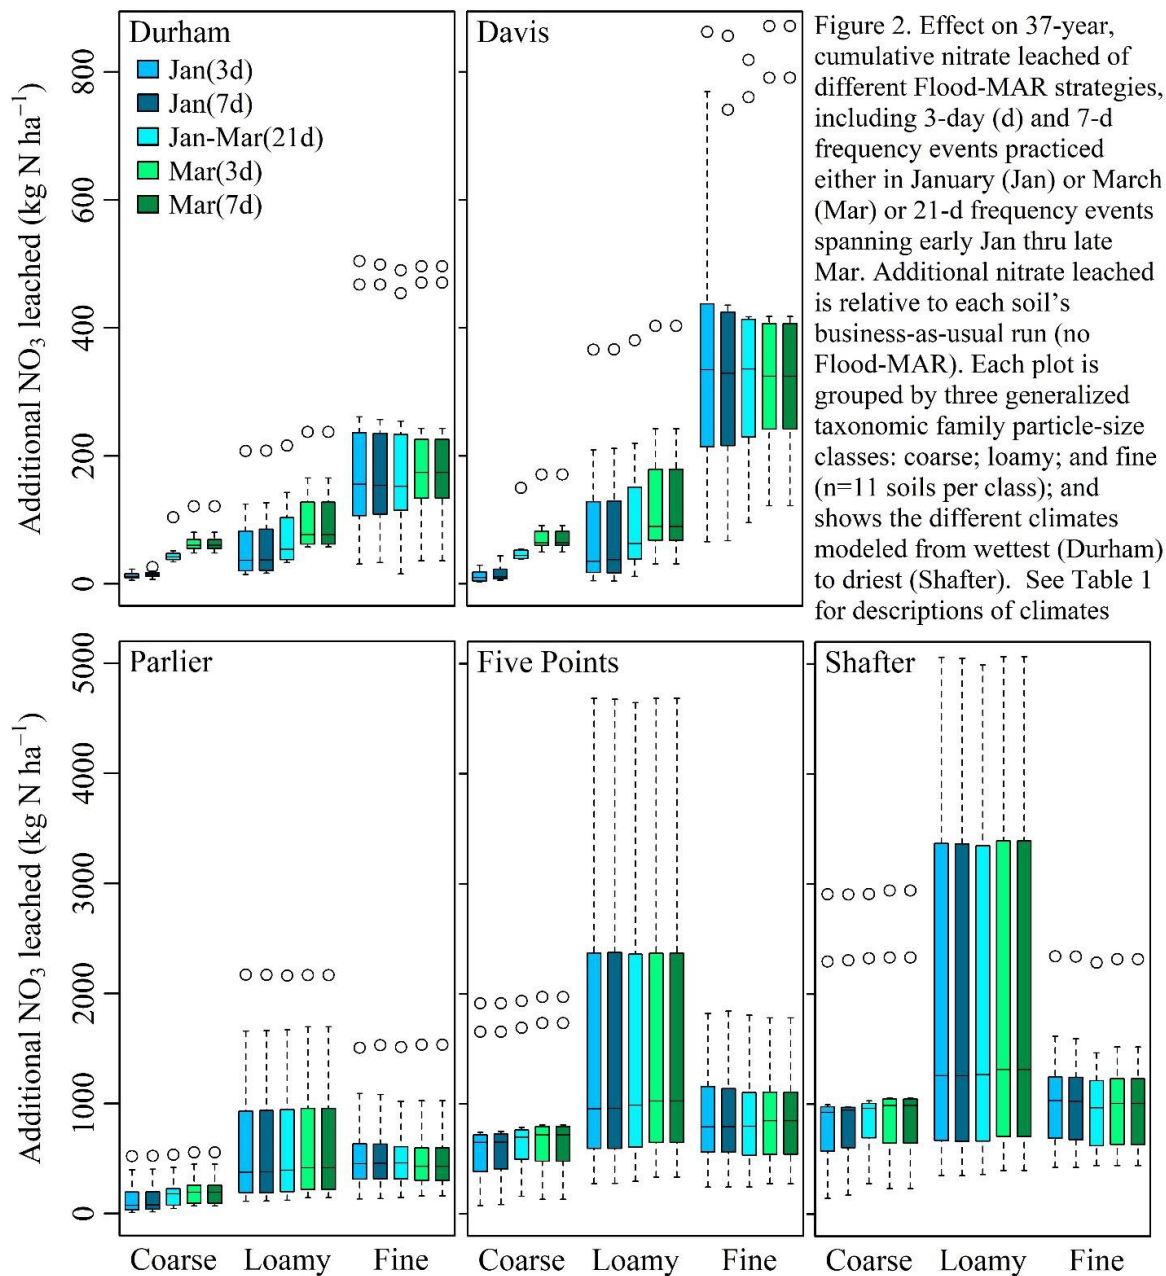 Durham
Jan(3d)
Jan(7d)
Jan-Mar(21d)
Mar(3d)
Mar(7d)
Additional NO₃ leached (kg N ha⁻¹)
0
200
400
600
800
Davis
Figure 2. Effect on 37-year,
cumulative nitrate leached of
different Flood-MAR strategies,
including 3-day (d) and 7-d
frequency events practiced
either in January (Jan) or March
(Mar) or 21-d frequency events
spanning early Jan thru late
Mar. Additional nitrate leached
is relative to each soil’s
business-as-usual run (no
Flood-MAR). Each plot is
grouped by three generalized
taxonomic family particle-size
classes: coarse; loamy; and fine
(n=11 soils per class); and
shows the different climates
modeled from wettest (Durham)
to driest (Shafter).  See Table 1
for descriptions of climates
Parlier
Additional NO₃ leached (kg N ha⁻¹)
0
1000
2000
3000
4000
5000
Five Points
Shafter
Coarse
Loamy
Fine
Coarse
Loamy
Fine
Coarse
Loamy
Fine